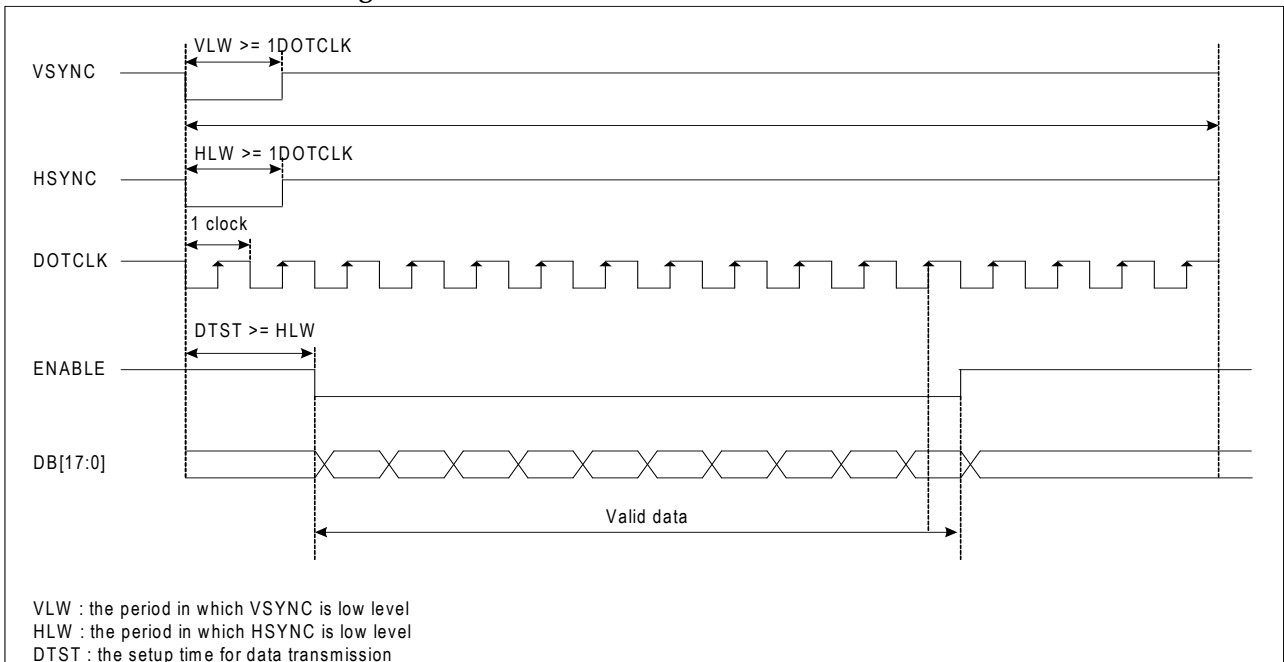 VLW >= 1DOTCLK
VSYNC
HLW >= 1DOTCLK
HSYNC
1 clock
DOTCLK
DTST >= HLW
ENABLE
DB[17:0]
Valid data
VLW : the period in which VSYNC is low level
HLW : the period in which HSYNC is low level
DTST : the setup time for data transmission